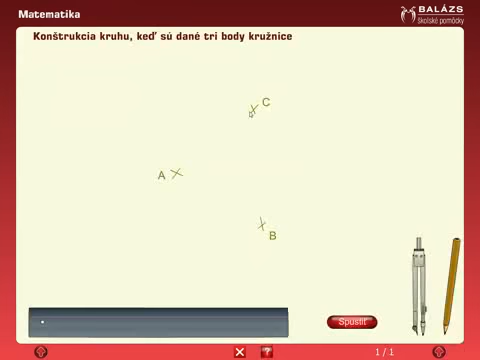 Matematika
BALÁZS
školské pomôcky
Konštrukcia kruhu, keď sú dané tri body kružnice
C
A
B
Spustiť
?
1 / 1